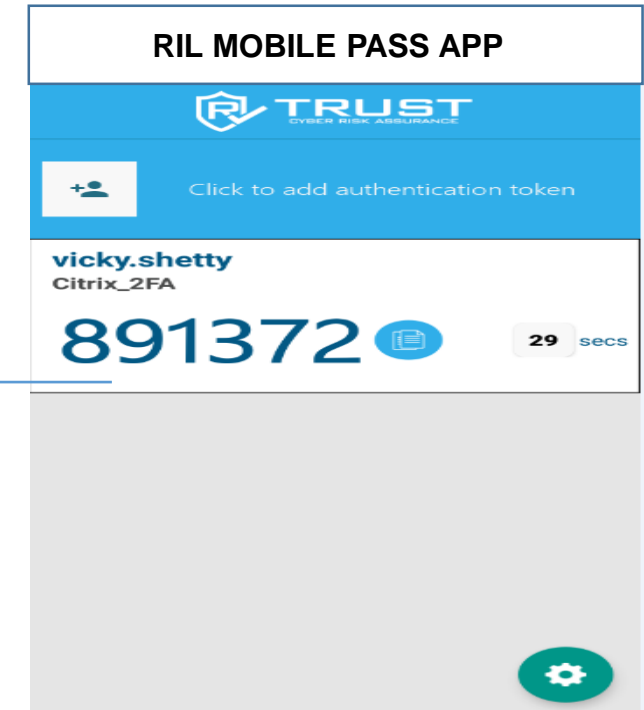 RIL MOBILE PASS APP
TRUST
CYBER RISK ASSURANCE
Click to add authentication token
vicky.shetty
Citrix_2FA
891372
29 secs